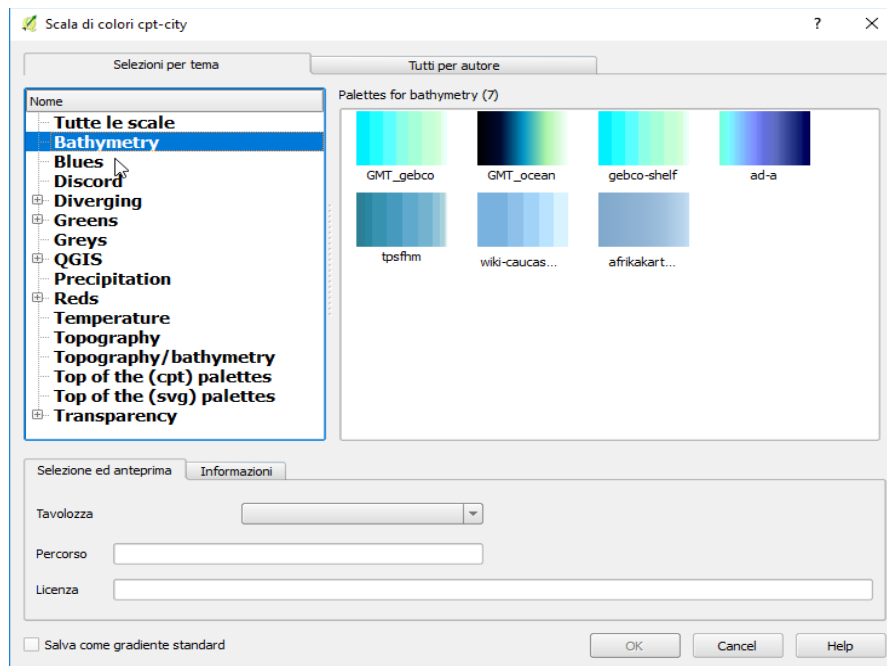 Scala di colori cpt-city
?
Selezioni per tema
Tutti per autore
Nome
Tutte le scale
Bathymetry
Blues
Discord
Diverging
Greens
Greys
QGIS
Precipitation
Reds
Temperature
Topography
Topography/bathymetry
Top of the (cpt) palettes
Top of the (svg) palettes
Transparency
Palettes for bathymetry (7)
GMT_gebco
GMT_ocean
gebco-shelf
ad-a
tpsfhm
wiki-caucas...
afrikakart...
Selezione ed anteprima
Informazioni
Tavolozza
Percorso
Licenza
Salva come gradiente standard
OK
Cancel
Help